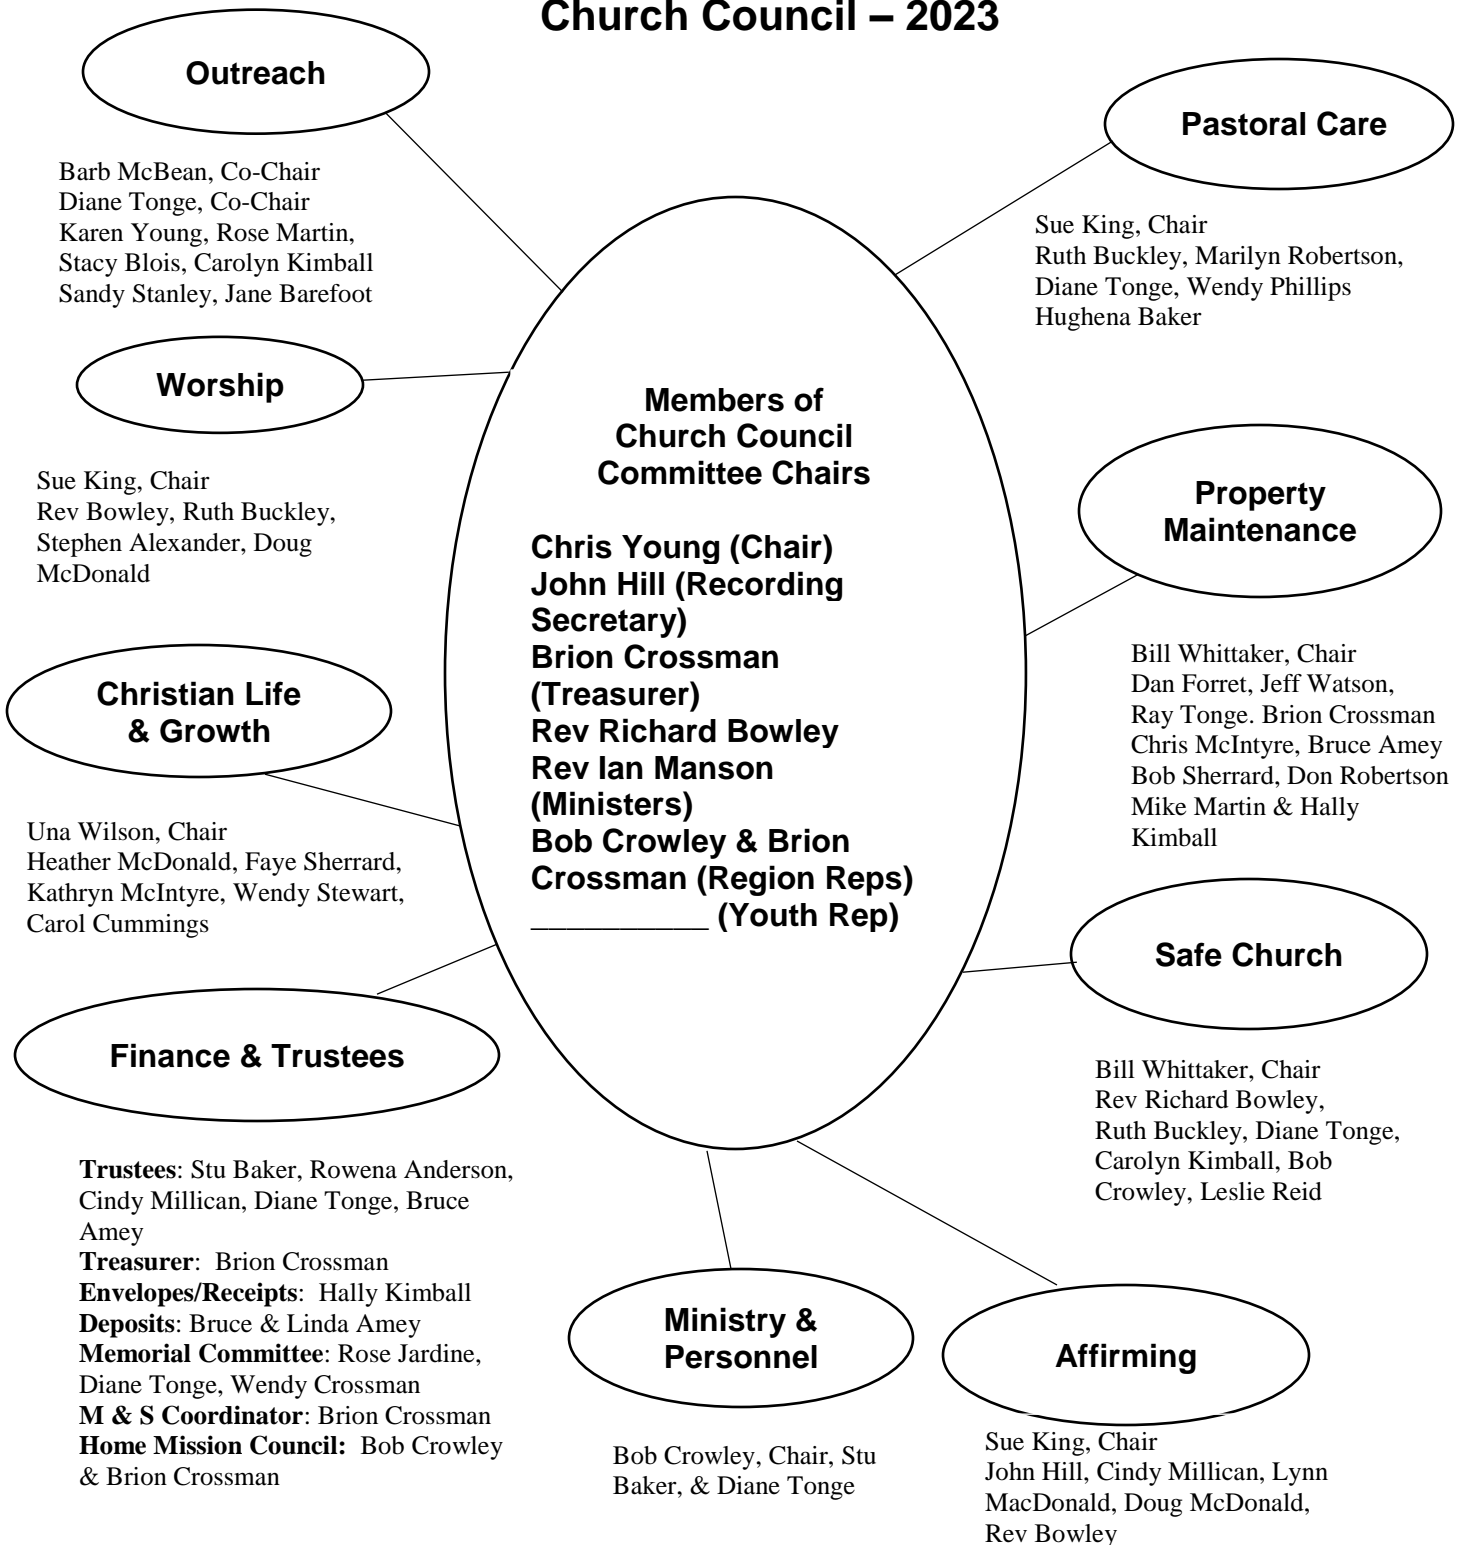 Church Council – 2023
Outreach
Barb McBean, Co-Chair
Diane Tonge, Co-Chair
Karen Young, Rose Martin,
Stacy Blois, Carolyn Kimball
Sandy Stanley, Jane Barefoot
Worship
Sue King, Chair
Rev Bowley, Ruth Buckley,
Stephen Alexander, Doug
McDonald
Christian Life
& Growth
Una Wilson, Chair
Heather McDonald, Faye Sherrard,
Kathryn McIntyre, Wendy Stewart,
Carol Cummings
Finance & Trustees
Trustees: Stu Baker, Rowena Anderson,
Cindy Millican, Diane Tonge, Bruce
Amey
Treasurer:  Brion Crossman
Envelopes/Receipts:  Hally Kimball
Deposits: Bruce & Linda Amey
Memorial Committee: Rose Jardine,
Diane Tonge, Wendy Crossman
M & S Coordinator: Brion Crossman
Home Mission Council:  Bob Crowley
& Brion Crossman
Members of
Church Council
Committee Chairs
Chris Young (Chair)
John Hill (Recording
Secretary)
Brion Crossman
(Treasurer)
Rev Richard Bowley
Rev Ian Manson
(Ministers)
Bob Crowley & Brion
Crossman (Region Reps)
__________ (Youth Rep)
Pastoral Care
Sue King, Chair
Ruth Buckley, Marilyn Robertson,
Diane Tonge, Wendy Phillips
Hughena Baker
Property
Maintenance
Bill Whittaker, Chair
Dan Forret, Jeff Watson,
Ray Tonge. Brion Crossman
Chris McIntyre, Bruce Amey
Bob Sherrard, Don Robertson
Mike Martin & Hally
Kimball
Safe Church
Bill Whittaker, Chair
Rev Richard Bowley,
Ruth Buckley, Diane Tonge,
Carolyn Kimball, Bob
Crowley, Leslie Reid
Ministry &
Personnel
Bob Crowley, Chair, Stu
Baker, & Diane Tonge
Affirming
Sue King, Chair
John Hill, Cindy Millican, Lynn
MacDonald, Doug McDonald,
Rev Bowley